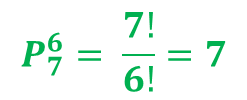 P_7^6 = 7!/6! = 7